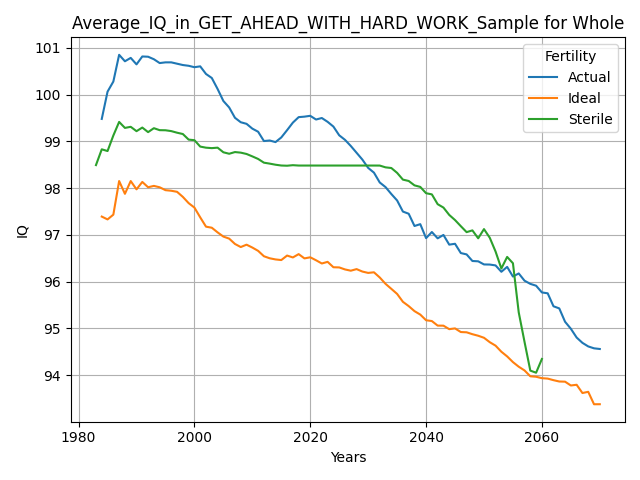 Average_IQ_in_GET_AHEAD_WITH_HARD_WORK_Sample for Whole
101
100
99
98
97
96
95
94
IQ
Fertility
Actual
Ideal
Sterile
1980
2000
2020
2040
2060
Years